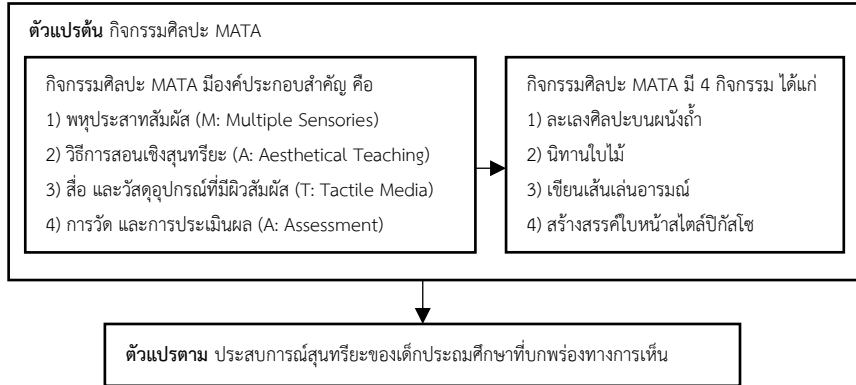 ตัวแปรต้น กิจกรรมศิลปะ MATA
กิจกรรมศิลปะ MATA มีองค์ประกอบสำคัญ คือ
1) พหุประสาทสัมผัส (M: Multiple Sensories)
2) วิธีการสอนเชิงสุนทรียะ (A: Aesthetical Teaching)
3) สื่อ และวัสดุอุปกรณ์ที่มีผิวสัมผัส (T: Tactile Media)
4) การวัด และการประเมินผล (A: Assessment)
กิจกรรมศิลปะ MATA มี 4 กิจกรรม ได้แก่
1) ละเลงศิลปะบนผนังถ้ำ
2) นิทานใบไม้
3) เขียนเส้นเล่นอารมณ์
4) สร้างสรรค์ใบหน้าสไตล์ปิกัสโซ
ตัวแปรตาม ประสบการณ์สุนทรียะของเด็กประถมศึกษาที่บกพร่องทางการเห็น